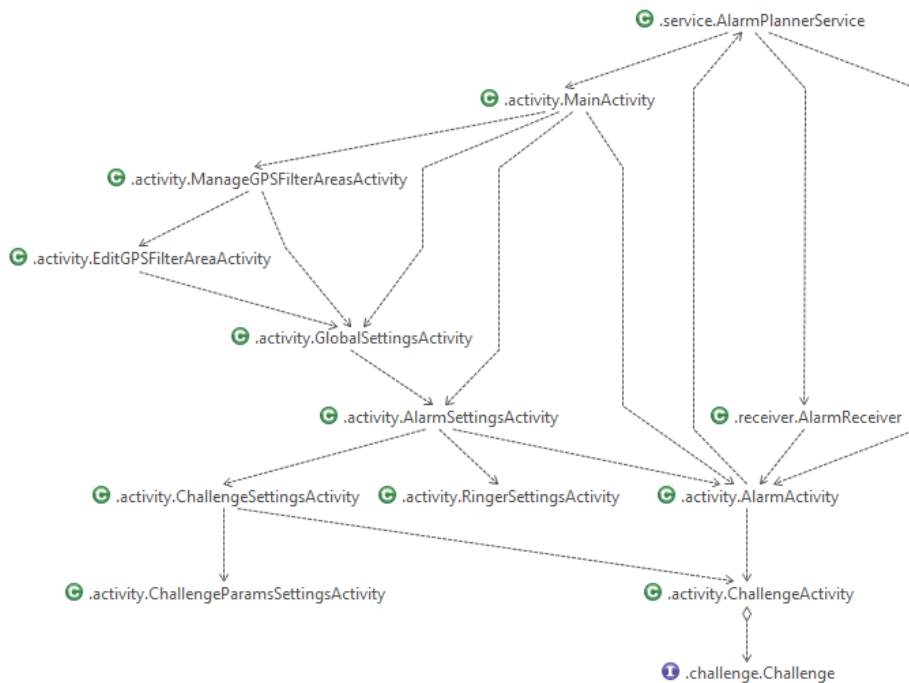 C .service.AlarmPlannerService
C .activity.MainActivity
C .activity.ManageGPSFilterAreasActivity
C .activity.EditGPSFilterAreaActivity
C .activity.GlobalSettingsActivity
C .activity.AlarmSettingsActivity
C .receiver.AlarmReceiver
C .activity.ChallengeSettingsActivity
C .activity.RingerSettingsActivity
C .activity.AlarmActivity
C .activity.ChallengeParamsSettingsActivity
C .activity.ChallengeActivity
I .challenge.Challenge